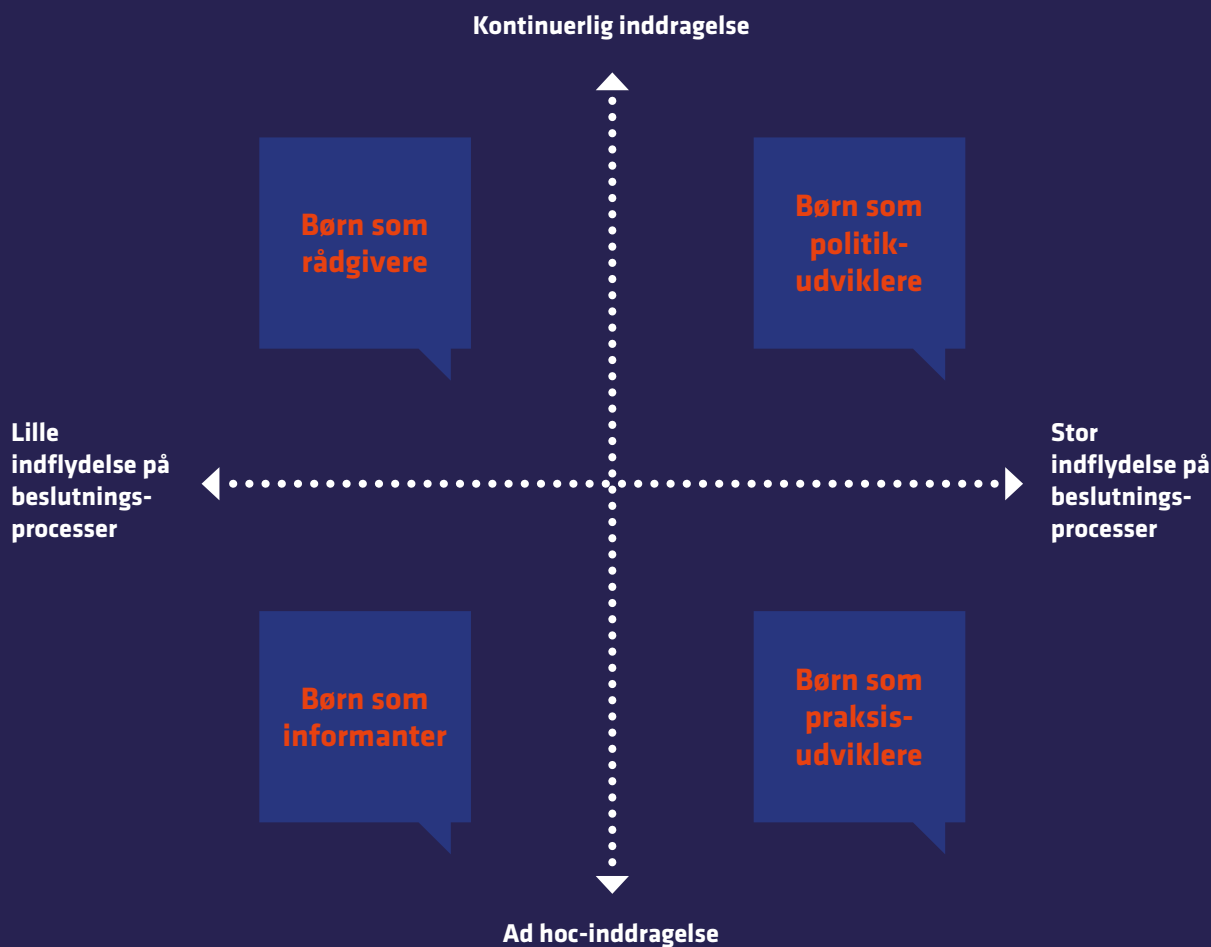 Kontinuerlig inddragelse
Børn som
rådgivere
Børn som
politik-
udviklere
Lille
indflydelse på
beslutnings-
processer
Stor
indflydelse på
beslutnings-
processer
Børn som
informanter
Børn som
praksis-
udviklere
Ad hoc-inddragelse